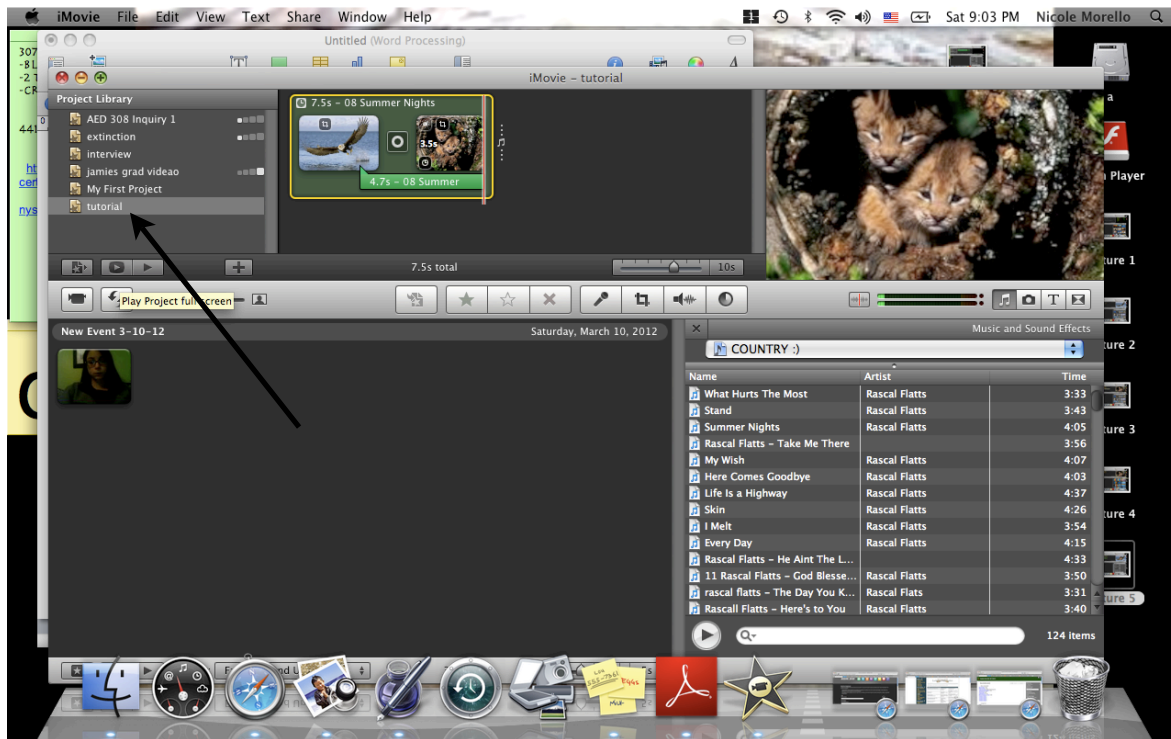 iMovie File Edit View Text Share Window Help Sat 9:03 PM Nicole Morello
Untitled (Word Processing)
307
-2 T
-CR
441
ht
cert
nys
iMovie – tutorial
Project Library
AED 308 Inquiry 1
extinction
interview
jamies grad videao
My First Project
tutorial
7.5s – 08 Summer Nights
3.5s
4.7s – 08 Summer
7.5s total
10s
Play Project full screen
New Event 3-10-12 Saturday, March 10, 2012
Music and Sound Effects
COUNTRY :)
Name Artist Time
What Hurts The Most Rascal Flatts 3:33
Stand Rascal Flatts 3:43
Summer Nights Rascal Flatts 4:05
Rascal Flatts – Take Me There 3:56
My Wish Rascal Flatts 4:07
Here Comes Goodbye Rascal Flatts 4:03
Life Is a Highway Rascal Flatts 4:37
Skin Rascal Flatts 4:26
I Melt Rascal Flatts 3:54
Every Day Rascal Flatts 4:15
Rascal Flatts – He Aint The L... 4:33
11 Rascal Flatts – God Blesse... Rascal Flatts 3:50
rascal flatts – The Day You K... Rascal Flats 3:31
Rascall Flatts – Here's to You Rascal Flatts 3:40
124 items
a
Player
ture 1
ture 2
ture 3
ture 4
ture 5